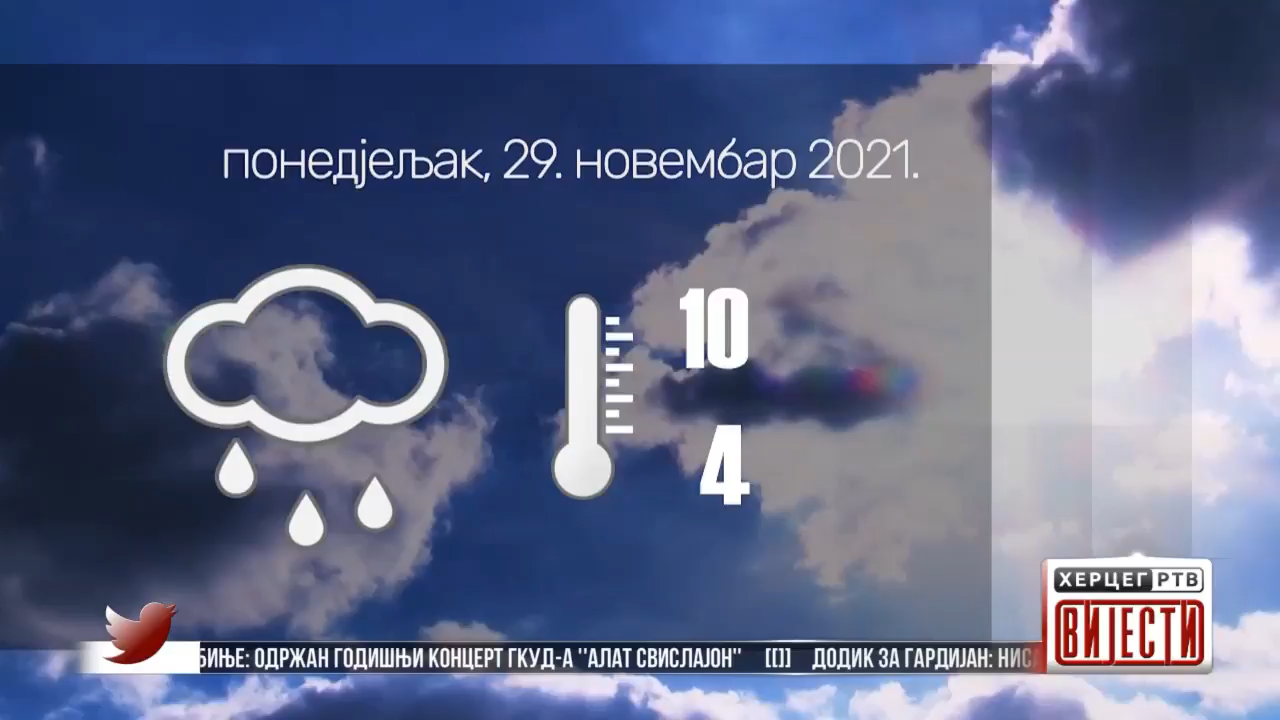 понедјељак, 29. новембар 2021.
10
4
ХЕРЦЕГ РТВ
ВИЈЕСТИ
ОДРЖАН ГОДИШЊИ КОНЦЕРТ ГКУД-А "АЛАТ СВИСЛАЈОН" [[]] ДОДИК ЗА ГАРДИЈАН: